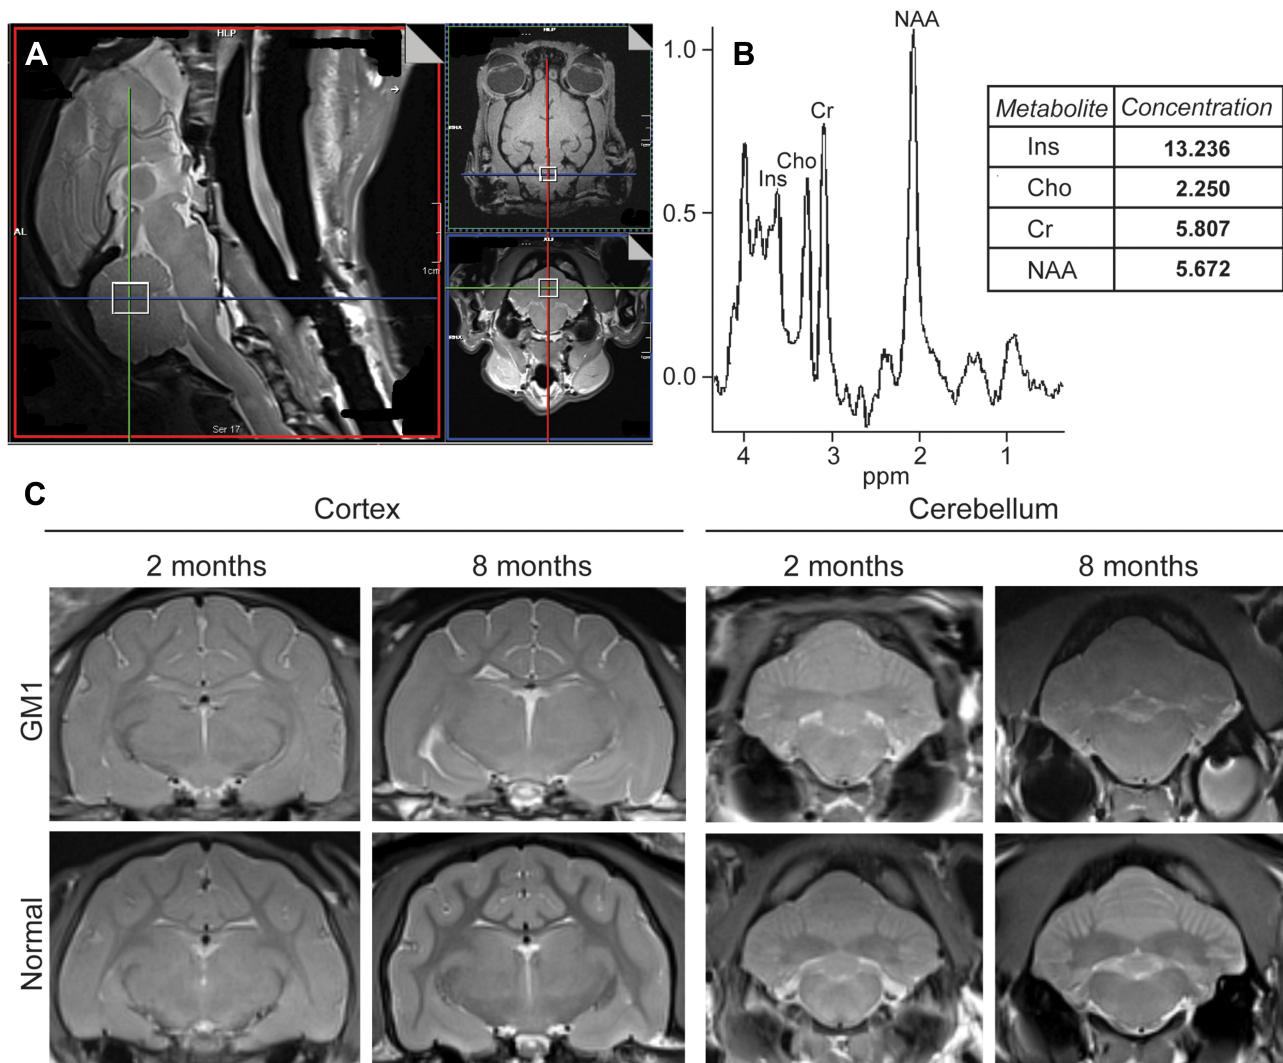 A
HLP
AL
1cm
Ser 17
HLP
RHA
B
NAA
Cr
Cho
Ins
1.0
0.5
0.0
4 3 2 1
ppm
Metabolite Concentration
Ins 13.236
Cho 2.250
Cr 5.807
NAA 5.672
C
Cortex Cerebellum
2 months 8 months 2 months 8 months
GM1
Normal